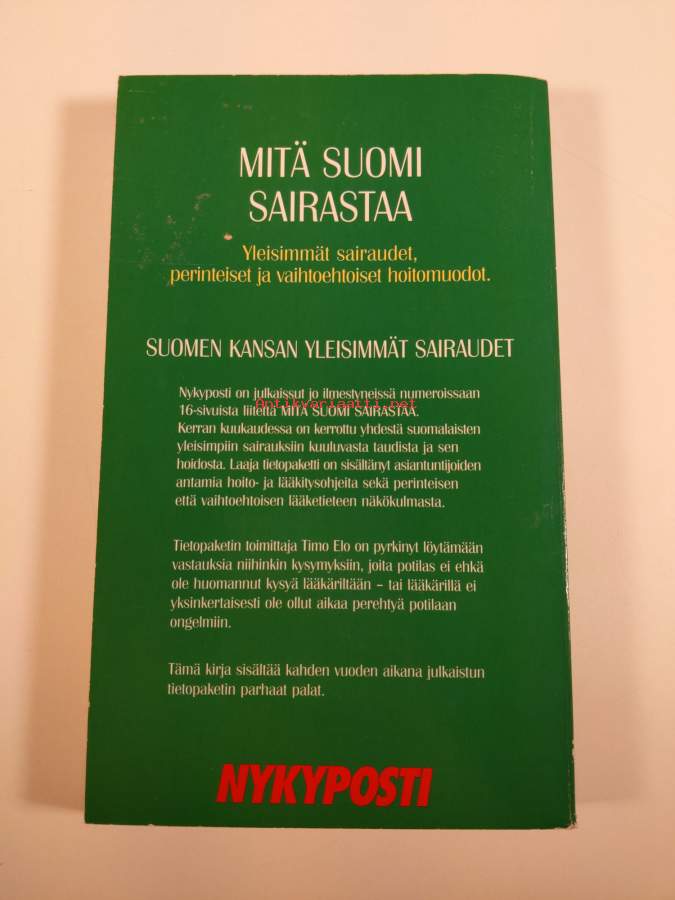 MITÄ SUOMI
SAIRASTAA
Yleisimmät sairaudet,
perinteiset ja vaihtoehtoiset hoitomuodot.
SUOMEN KANSAN YLEISIMMÄT SAIRAUDET
Nykyposti on julkaissut jo ilmestyneissä numeroissaan
Antikvariaatti.net
16-sivuista liitettä MITÄ SUOMI SAIRASTAA.
Kerran kuukaudessa on kerrottu yhdestä suomalaisten
yleisimpiin sairauksiin kuuluvasta taudista ja sen
hoidosta. Laaja tietopaketti on sisältänyt asiantuntijoiden
antamia hoito- ja lääkitysohjeita sekä perinteisen
että vaihtoehtoisen lääketieteen näkökulmasta.
Tietopaketin toimittaja Timo Elo on pyrkinyt löytämään
vastauksia niihinkin kysymyksiin, joita potilas ei ehkä
ole huomannut kysyä lääkäriltään – tai lääkärillä ei
yksinkertaisesti ole ollut aikaa perehtyä potilaan
ongelmiin.
Tämä kirja sisältää kahden vuoden aikana julkaistun
tietopaketin parhaat palat.
NYKYPOSTI